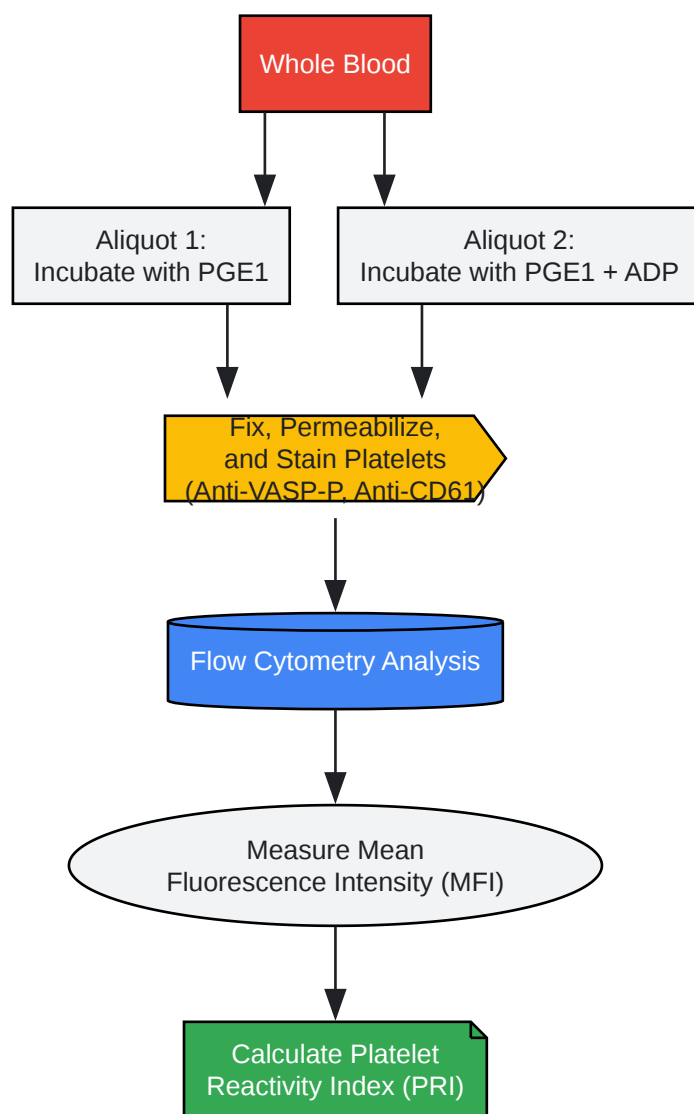 Whole Blood
Aliquot 1:
Incubate with PGE1
Aliquot 2:
Incubate with PGE1 + ADP
Fix, Permeabilize,
and Stain Platelets
(Anti-VASP-P, Anti-CD61)
Flow Cytometry Analysis
Measure Mean
Fluorescence Intensity (MFI)
Calculate Platelet
Reactivity Index (PRI)